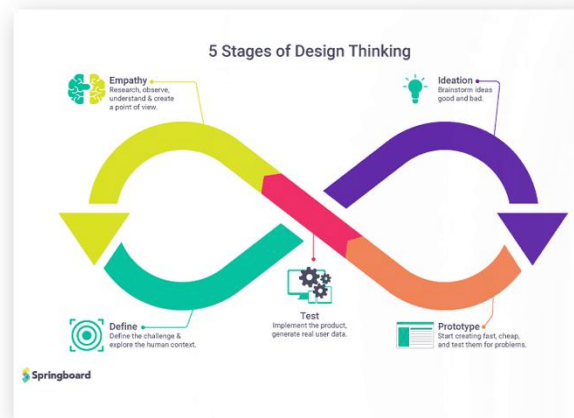 5 Stages of Design Thinking
Empathy
Research, observe,
understand & create
a point of view.
Ideation
Brainstorm ideas
good and bad.
Define
Define the challenge &
explore the human context.
Test
Implement the product,
generate real user data.
Prototype
Start creating fast, cheap,
and test them for problems.
Springboard